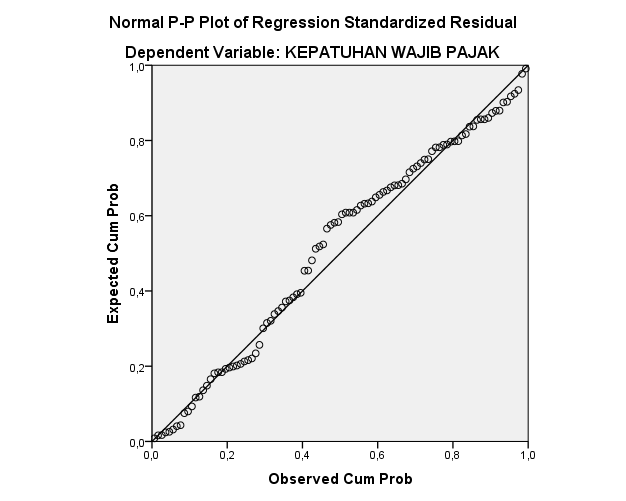 Normal P-P Plot of Regression Standardized Residual
Dependent Variable: KEPATUHAN WAJIB PAJAK
1,0
0,8
0,6
0,4
0,2
0,0
Expected Cum Prob
0,0 0,2 0,4 0,6 0,8 1,0
Observed Cum Prob